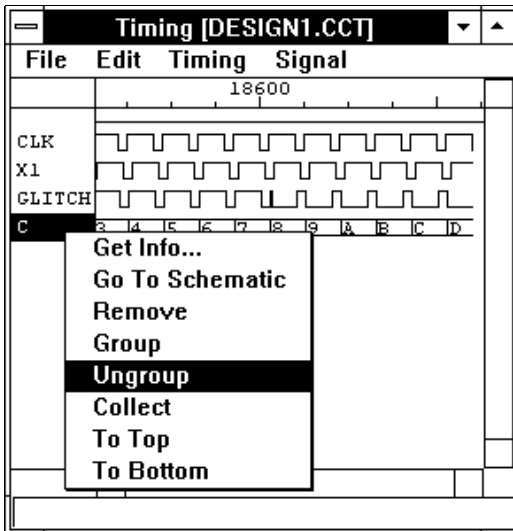 Timing [DESIGN1.CCT]
File Edit Timing Signal
18600
CLK
X1
GLITCH
C 3 4 5 6 7 8 9 A B C D
Get Info...
Go To Schematic
Remove
Group
Ungroup
Collect
To Top
To Bottom